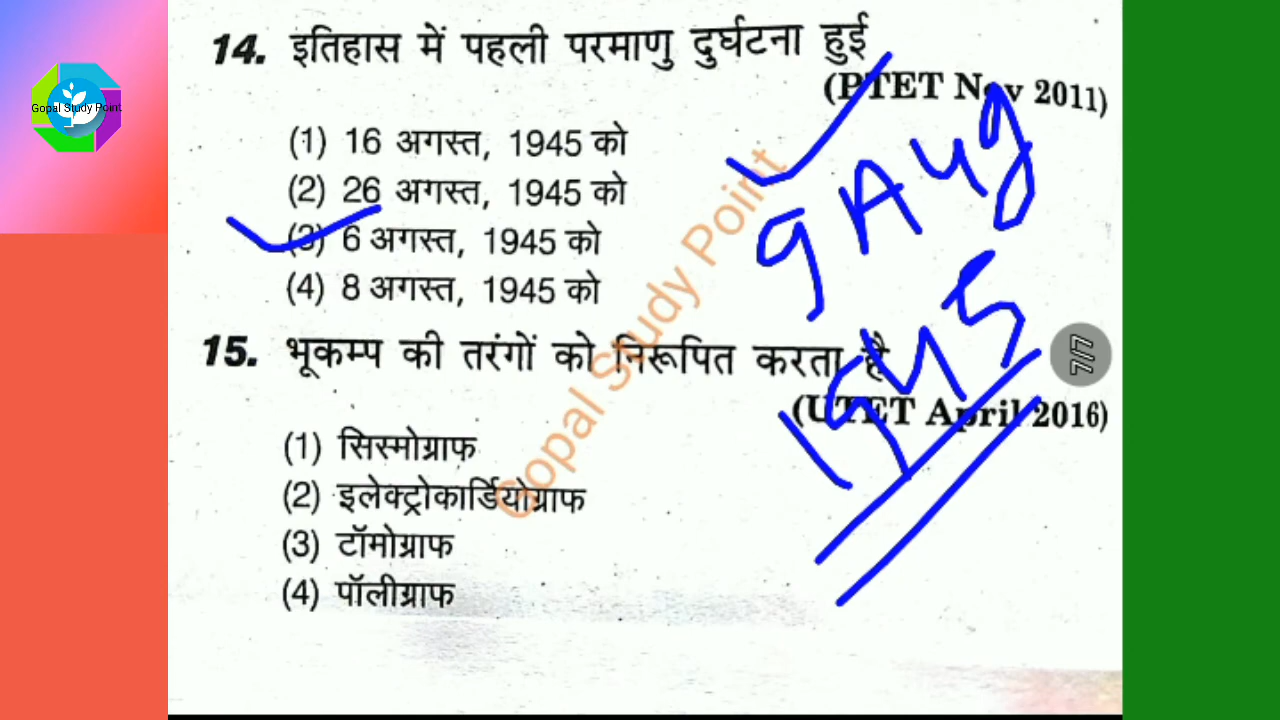 Gopal Study Point
14. इतिहास में पहली परमाणु दुर्घटना हुई
(PTET Nov 2011)
(1) 16 अगस्त, 1945 को
(2) 26 अगस्त, 1945 को
(3) 6 अगस्त, 1945 को
(4) 8 अगस्त, 1945 को
9 Aug
1945
15. भूकम्प की तरंगों को निरूपित करता है
(UTET April 2016)
(1) सिस्मोग्राफ
(2) इलेक्ट्रोकार्डियोग्राफ
(3) टॉमोग्राफ
(4) पॉलीग्राफ
Gopal Study Point
7/7